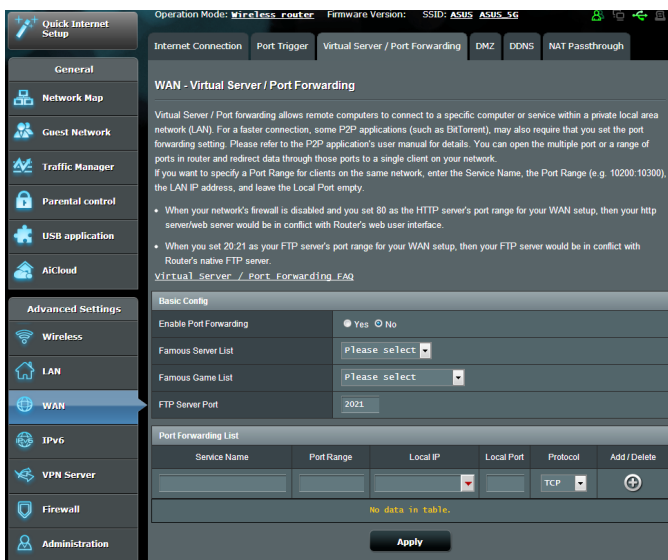 Quick Internet
Setup
Operation Mode: Wireless router Firmware Version: SSID: ASUS ASUS_5G
Internet Connection Port Trigger Virtual Server / Port Forwarding DMZ DDNS NAT Passthrough
General
Network Map
Guest Network
Traffic Manager
Parental control
USB application
AiCloud
Advanced Settings
Wireless
LAN
WAN
IPv6
VPN Server
Firewall
Administration
WAN - Virtual Server / Port Forwarding
Virtual Server / Port forwarding allows remote computers to connect to a specific computer or service within a private local area
network (LAN). For a faster connection, some P2P applications (such as BitTorrent), may also require that you set the port
forwarding setting. Please refer to the P2P application's user manual for details. You can open the multiple port or a range of
ports in router and redirect data through those ports to a single client on your network.
If you want to specify a Port Range for clients on the same network, enter the Service Name, the Port Range (e.g. 10200:10300),
the LAN IP address, and leave the Local Port empty.
• When your network's firewall is disabled and you set 80 as the HTTP server's port range for your WAN setup, then your http
server/web server would be in conflict with Router's web user interface.
• When you set 20:21 as your FTP server's port range for your WAN setup, then your FTP server would be in conflict with
Router's native FTP server.
Virtual Server / Port Forwarding FAQ
Basic Config
Enable Port Forwarding Yes No
Famous Server List Please select
Famous Game List Please select
FTP Server Port 2021
Port Forwarding List
Service Name Port Range Local IP Local Port Protocol Add / Delete
TCP
No data in table.
Apply